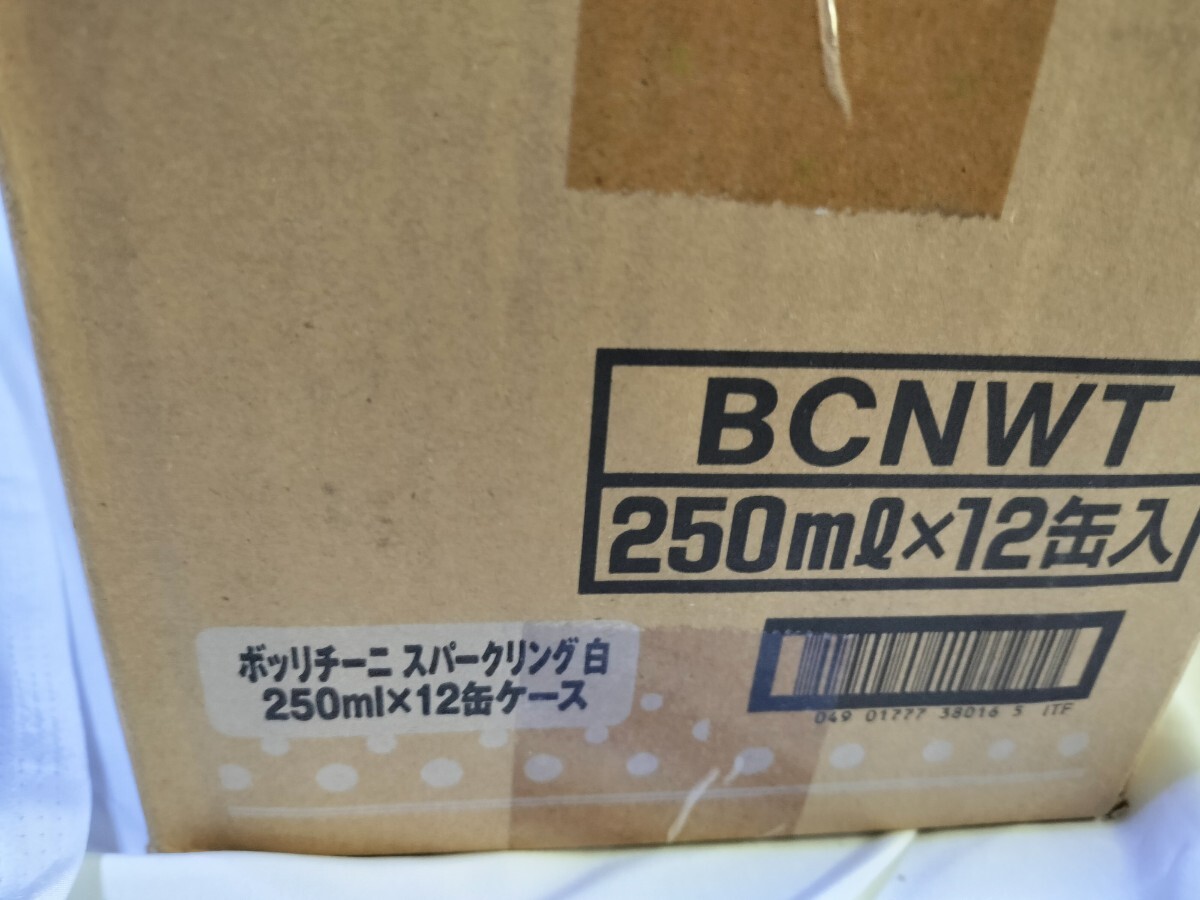 BCNWT
250mℓ×12缶入
ボッリチーニ スパークリング 白
250ml×12缶ケース
049 01777 38016 5 ITF